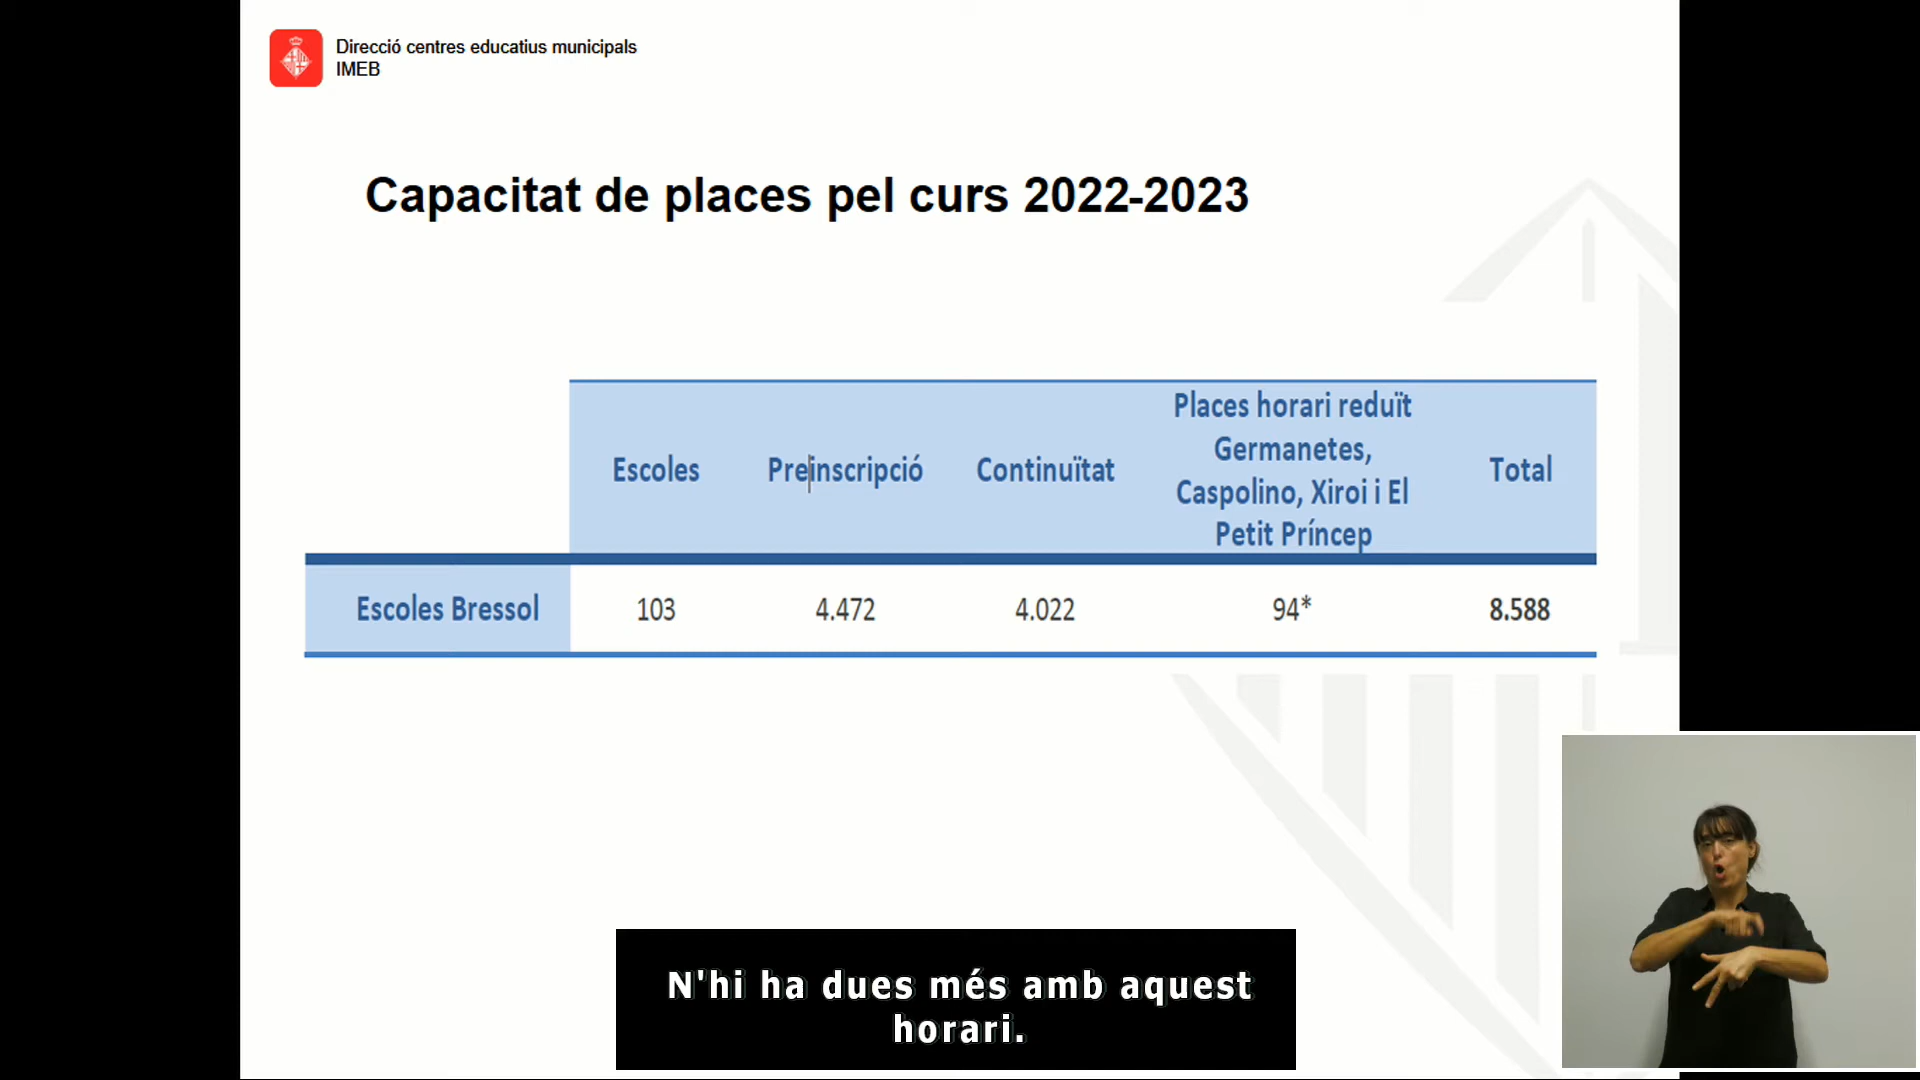 Direcció centres educatius municipals
IMEB
Capacitat de places pel curs 2022-2023
Escoles
Preinscripció
Continuïtat
Places horari reduït
Germanetes,
Caspolino, Xiroi i El
Petit Príncep
Total
Escoles Bressol
103
4.472
4.022
94*
8.588
N'hi ha dues més amb aquest
horari.